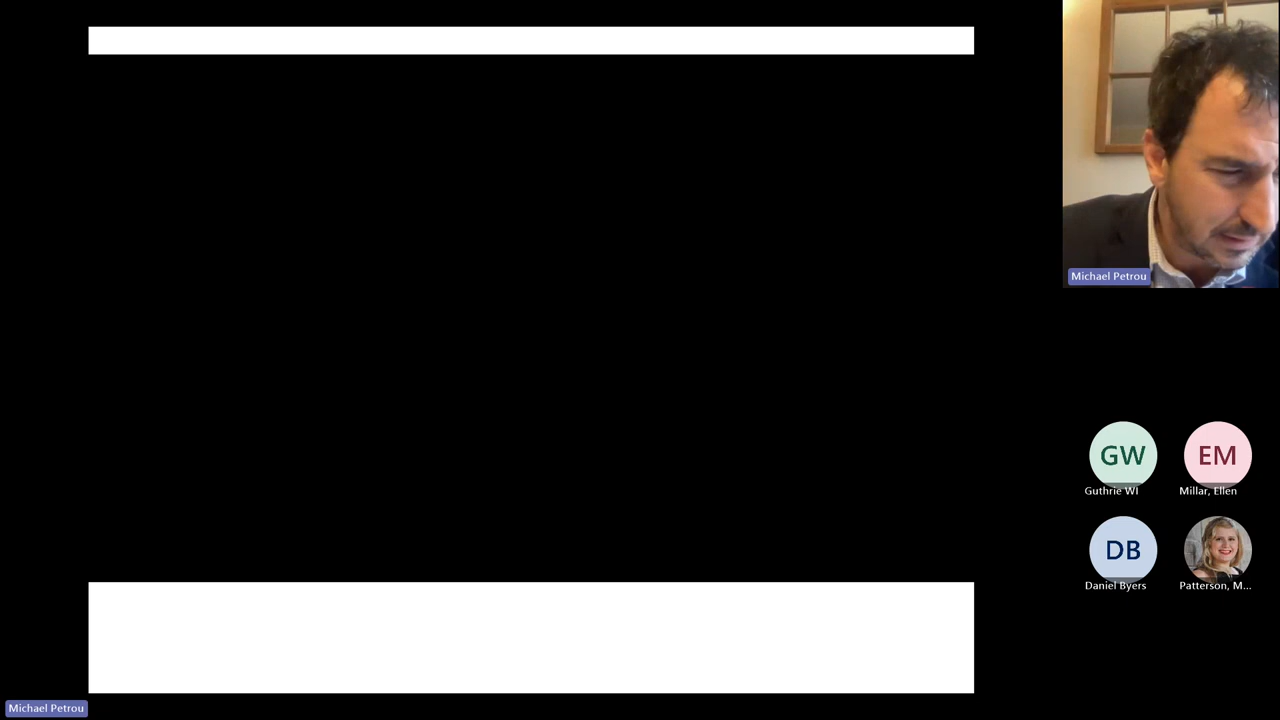 Michael Petrou
GW
EM
Guthrie WI
Millar, Ellen
DB
Daniel Byers
Patterson, M...
Michael Petrou